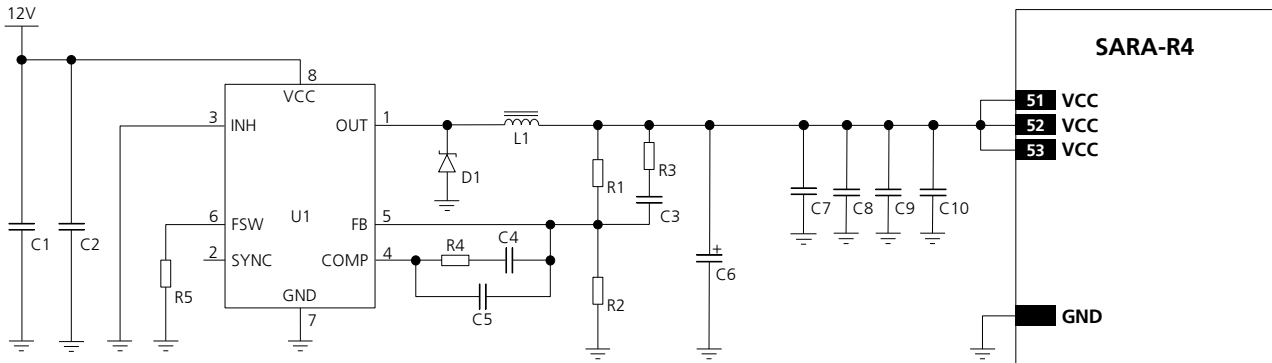 12V
SARA-R4
8
VCC
51 VCC
3 INH OUT 1
52 VCC
L1
53 VCC
R3
D1
R1
C7 C8 C9 C10
C3
6 FSW U1 FB 5
C1 C2
R4 C4
2 SYNC COMP 4
+
C6
R5
GND
R2
C5
7
GND